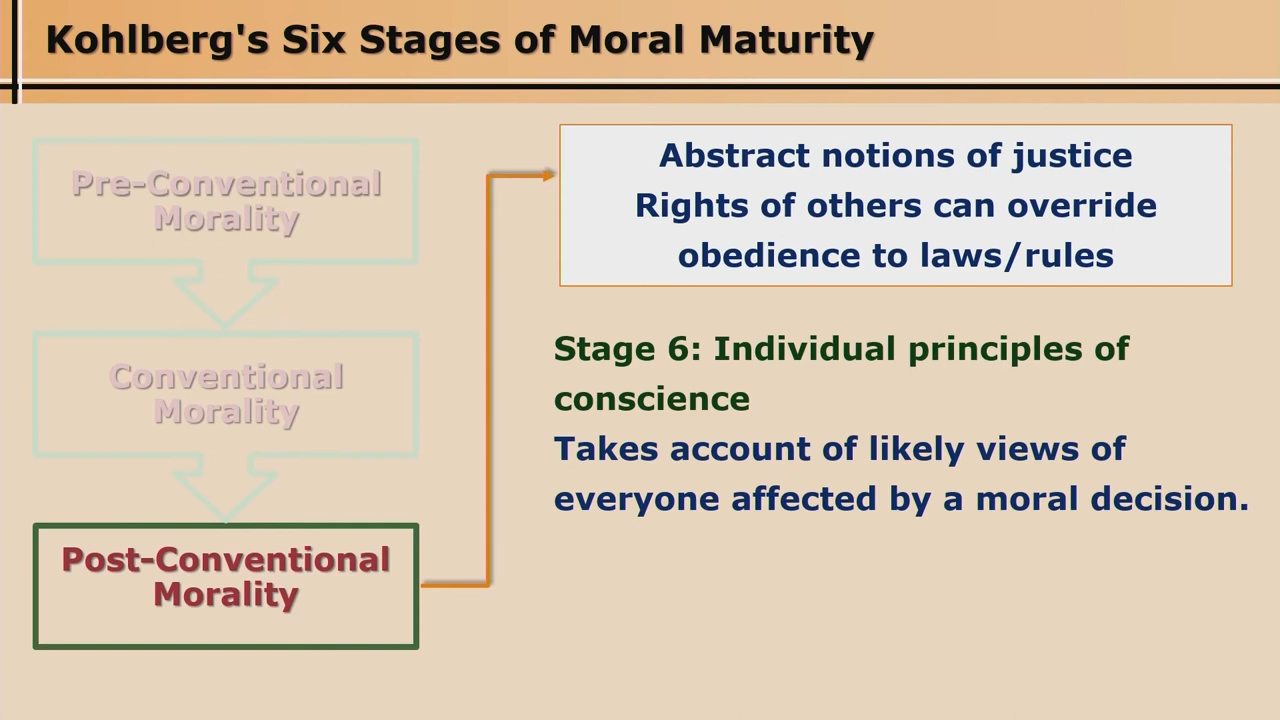 Kohlberg's Six Stages of Moral Maturity
Pre-Conventional
Morality
Conventional
Morality
Post-Conventional
Morality
Abstract notions of justice
Rights of others can override
obedience to laws/rules
Stage 6: Individual principles of
conscience
Takes account of likely views of
everyone affected by a moral decision.